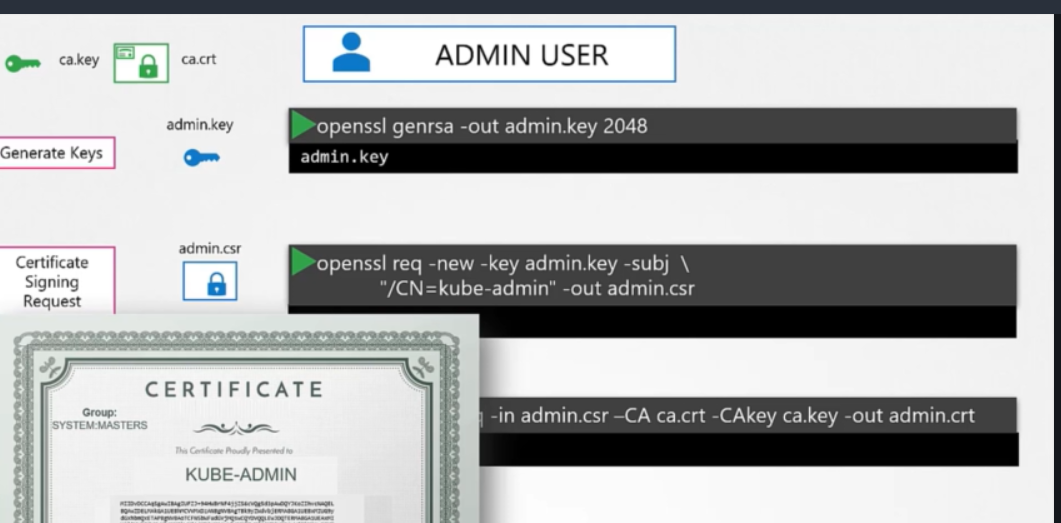 ca.key
ca.crt
ADMIN USER
admin.key
openssl genrsa -out admin.key 2048
Generate Keys
admin.key
admin.csr
Certificate
Signing
Request
openssl req -new -key admin.key -subj \
"/CN=kube-admin" -out admin.csr
-in admin.csr –CA ca.crt -CAkey ca.key -out admin.crt
CERTIFICATE
Group:
SYSTEM:MASTERS
This Certificate Proudly Presented to
KUBE-ADMIN